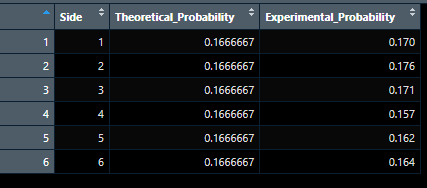 Side Theoretical_Probability Experimental_Probability
1 1 0.1666667 0.170
2 2 0.1666667 0.176
3 3 0.1666667 0.171
4 4 0.1666667 0.157
5 5 0.1666667 0.162
6 6 0.1666667 0.164